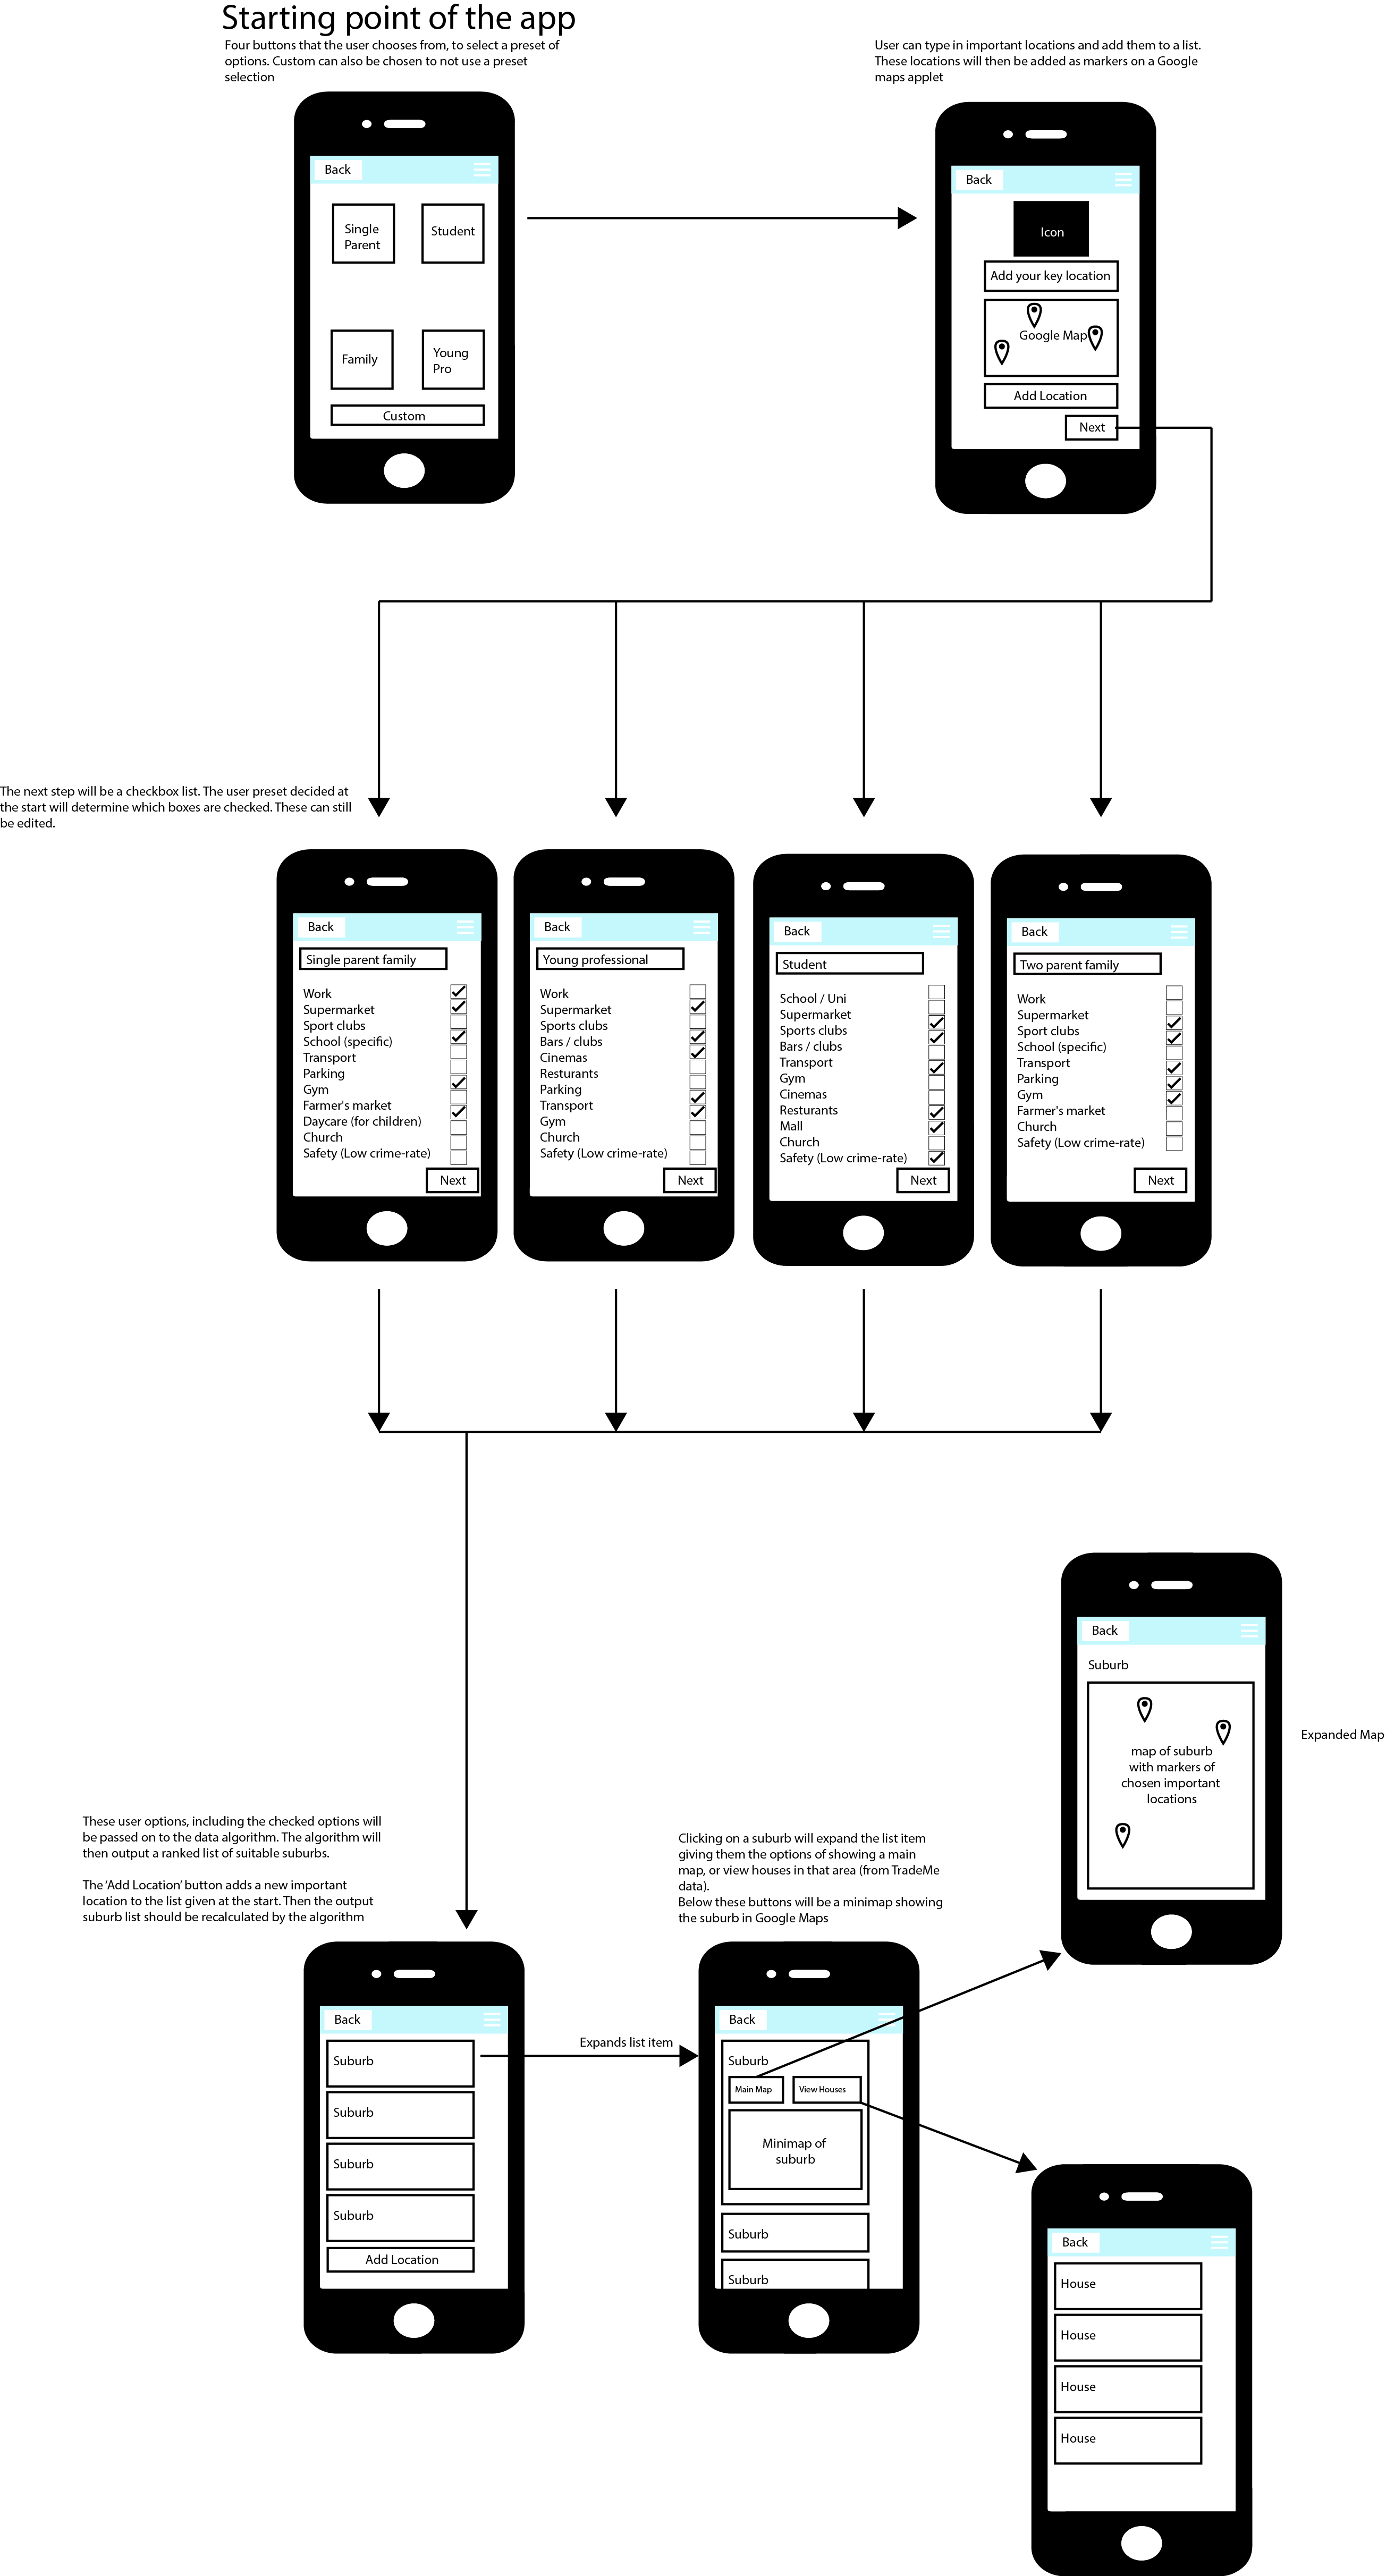 Starting point of the app
Four buttons that the user chooses from, to select a preset of
options. Custom can also be chosen to not use a preset
selection
User can type in important locations and add them to a list.
These locations will then be added as markers on a Google
maps applet
Back
Single
Parent
Student
Family
Young
Pro
Custom
Back
Icon
Add your key location
Google Map
Add Location
Next
The next step will be a checkbox list. The user preset decided at
the start will determine which boxes are checked. These can still
be edited.
Back
Single parent family
Work
Supermarket
Sport clubs
School (specific)
Transport
Parking
Gym
Farmer's market
Daycare (for children)
Church
Safety (Low crime-rate)
Next
Back
Young professional
Work
Supermarket
Sports clubs
Bars / clubs
Cinemas
Resturants
Parking
Transport
Gym
Church
Safety (Low crime-rate)
Next
Back
Student
School / Uni
Supermarket
Sports clubs
Bars / clubs
Transport
Gym
Cinemas
Resturants
Mall
Church
Safety (Low crime-rate)
Next
Back
Two parent family
Work
Supermarket
Sport clubs
School (specific)
Transport
Parking
Gym
Farmer's market
Church
Safety (Low crime-rate)
Next
Back
Suburb
map of suburb
with markers of
chosen important
locations
Expanded Map
These user options, including the checked options will
be passed on to the data algorithm. The algorithm will
then output a ranked list of suitable suburbs.
The ‘Add Location’ button adds a new important
location to the list given at the start. Then the output
suburb list should be recalculated by the algorithm
Clicking on a suburb will expand the list item
giving them the options of showing a main
map, or view houses in that area (from TradeMe
data).
Below these buttons will be a minimap showing
the suburb in Google Maps
Back
Suburb
Suburb
Suburb
Suburb
Add Location
Expands list item
Back
Suburb
Main Map
View Houses
Minimap of
suburb
Suburb
Suburb
Back
House
House
House
House